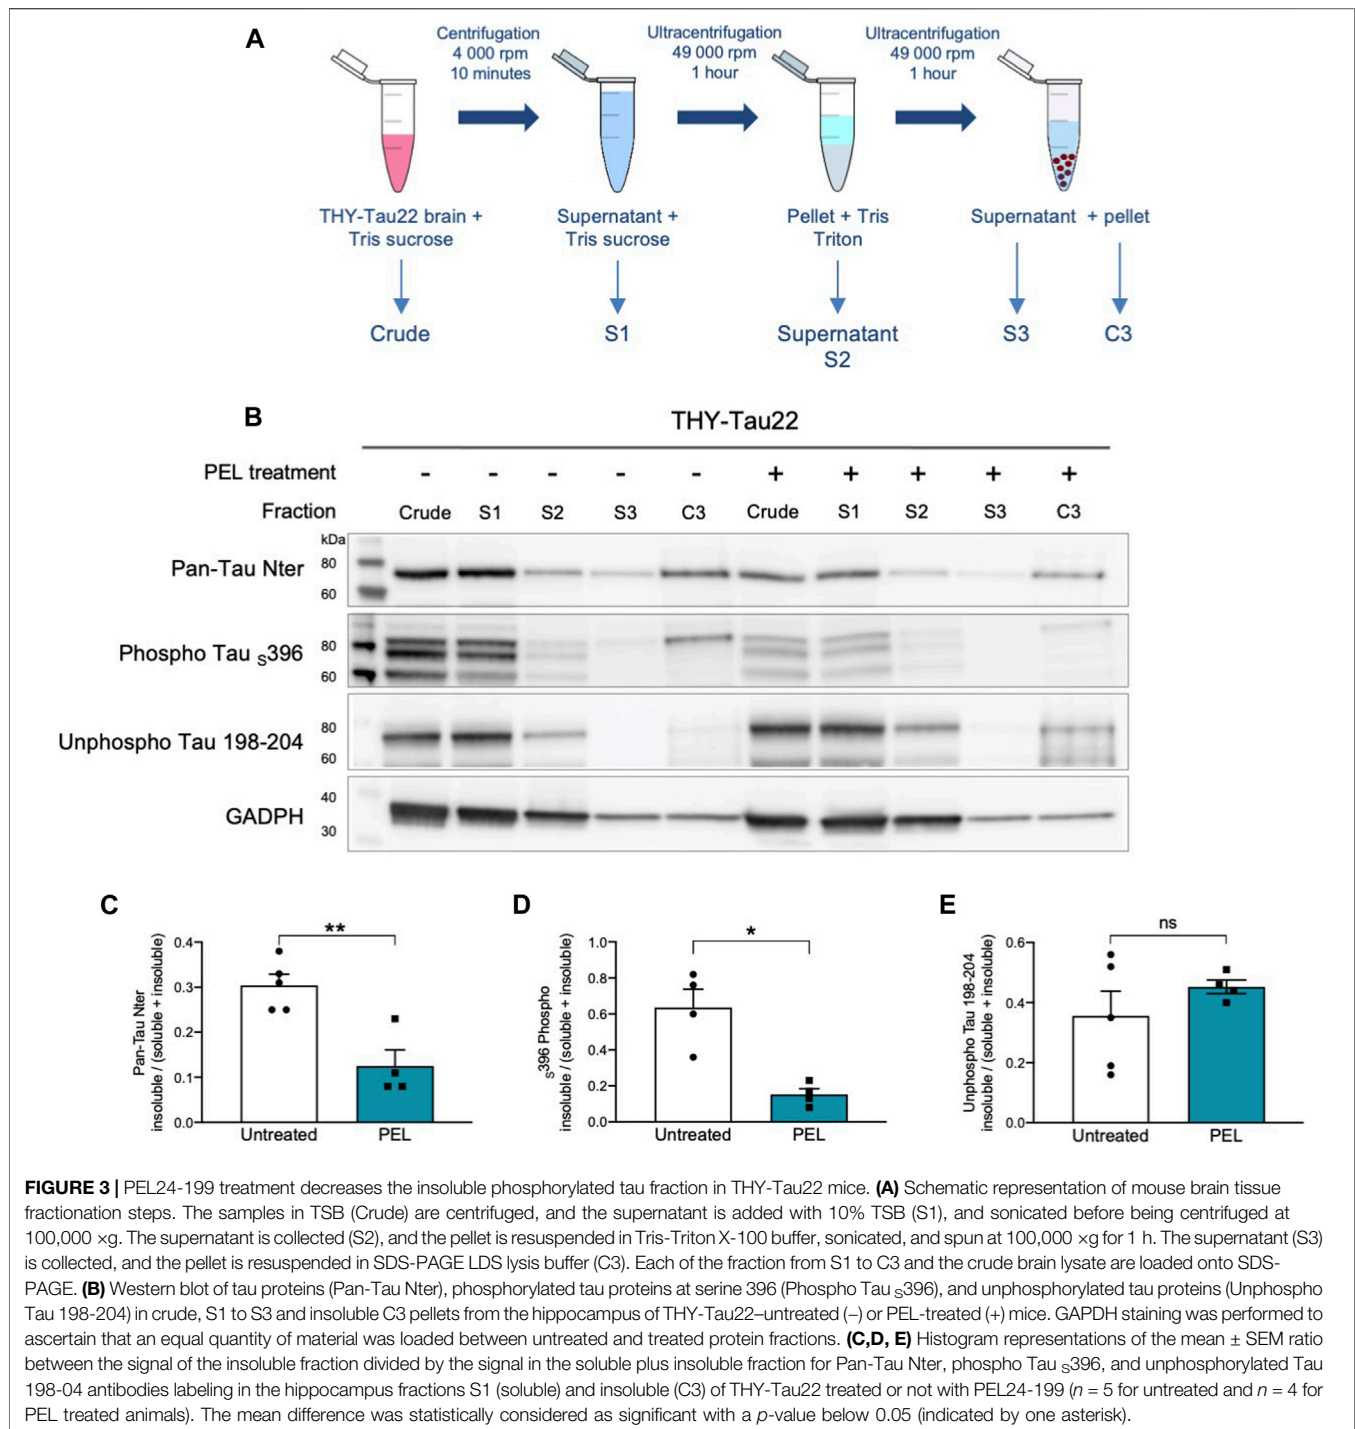 A
Centrifugation
4 000 rpm
10 minutes
Ultracentrifugation
49 000 rpm
1 hour
Ultracentrifugation
49 000 rpm
1 hour
THY-Tau22 brain +
Tris sucrose
Supernatant +
Tris sucrose
Pellet + Tris
Triton
Supernatant + pellet
Crude
S1
Supernatant
S2
S3
C3
B
THY-Tau22
PEL treatment - - - - - + + + + +
Fraction Crude S1 S2 S3 C3 Crude S1 S2 S3 C3
kDa
Pan-Tau Nter
80
60
Phospho Tau S396
80
60
Unphospho Tau 198-204
80
60
GADPH
40
30
C
**
Pan-Tau Nter
insoluble / (soluble + insoluble)
0.4
0.3
0.2
0.1
0.0
Untreated PEL
D
*
S396 Phospho
insoluble / (soluble + insoluble)
1.0
0.8
0.6
0.4
0.2
0.0
Untreated PEL
E
ns
Unphospho Tau 198-204
insoluble / (soluble + insoluble)
0.6
0.4
0.2
0.0
Untreated PEL
FIGURE 3 | PEL24-199 treatment decreases the insoluble phosphorylated tau fraction in THY-Tau22 mice. (A) Schematic representation of mouse brain tissue
fractionation steps. The samples in TSB (Crude) are centrifuged, and the supernatant is added with 10% TSB (S1), and sonicated before being centrifuged at
100,000 ×g. The supernatant is collected (S2), and the pellet is resuspended in Tris-Triton X-100 buffer, sonicated, and spun at 100,000 ×g for 1 h. The supernatant (S3)
is collected, and the pellet is resuspended in SDS-PAGE LDS lysis buffer (C3). Each of the fraction from S1 to C3 and the crude brain lysate are loaded onto SDS-
PAGE. (B) Western blot of tau proteins (Pan-Tau Nter), phosphorylated tau proteins at serine 396 (Phospho Tau S396), and unphosphorylated tau proteins (Unphospho
Tau 198-204) in crude, S1 to S3 and insoluble C3 pellets from the hippocampus of THY-Tau22–untreated (−) or PEL-treated (+) mice. GAPDH staining was performed to
ascertain that an equal quantity of material was loaded between untreated and treated protein fractions. (C,D, E) Histogram representations of the mean ± SEM ratio
between the signal of the insoluble fraction divided by the signal in the soluble plus insoluble fraction for Pan-Tau Nter, phospho Tau S396, and unphosphorylated Tau
198-04 antibodies labeling in the hippocampus fractions S1 (soluble) and insoluble (C3) of THY-Tau22 treated or not with PEL24-199 (n = 5 for untreated and n = 4 for
PEL treated animals). The mean difference was statistically considered as significant with a p-value below 0.05 (indicated by one asterisk).